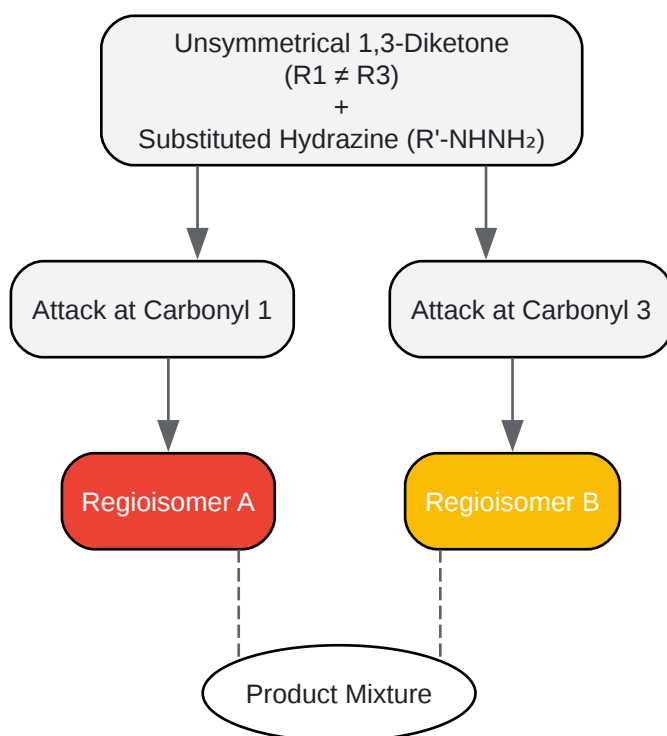 Unsymmetrical 1,3-Diketone
(R1 ≠ R3)
+
Substituted Hydrazine (R'-NHNH₂)
Attack at Carbonyl 1
Attack at Carbonyl 3
Regioisomer A
Regioisomer B
Product Mixture